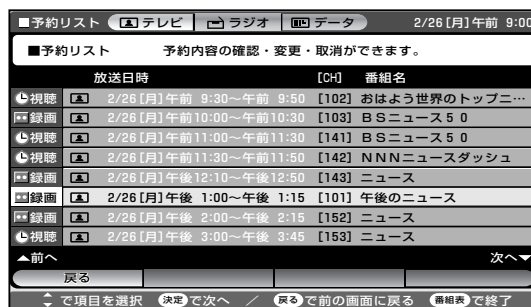 ■予約リスト テレビ ラジオ データ 2/26[月]午前 9:00
■予約リスト 予約内容の確認・変更・取消ができます。
放送日時 [CH] 番組名
視聴 2/26[月]午前 9:30～午前 9:50 [102] おはよう世界のトップニ…
録画 2/26[月]午前10:00～午前10:30 [103] BSニュース50
視聴 2/26[月]午前11:00～午前11:30 [141] BSニュース50
視聴 2/26[月]午前11:30～午前11:50 [142] NNNニュースダッシュ
録画 2/26[月]午後12:10～午後12:50 [143] ニュース
録画 2/26[月]午後 1:00～午後 1:15 [101] 午後のニュース
録画 2/26[月]午後 2:00～午後 2:15 [152] ニュース
視聴 2/26[月]午後 3:00～午後 3:45 [153] ニュース
▲前へ 次へ▼
戻る
で項目を選択 決定で次へ ／ 戻るで前の画面に戻る 番組表で終了